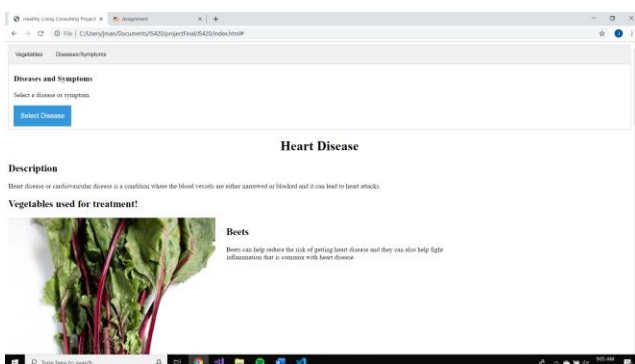 Healthy Living Consulting Project
Assignment
File | C:/Users/jman/Documents/IS420/projectFinal/IS420/index.html#
Vegetables Diseases/Symptoms
Diseases and Symptoms
Select a disease or symptom.
Select Disease
Heart Disease
Description
Heart disease or cardiovascular disease is a condition where the blood vessels are either narrowed or blocked and it can lead to heart attacks.
Vegetables used for treatment!
Beets
Beets can help reduce the risk of getting heart disease and they can also help fight
inflammation that is common with heart disease.
Type here to search
9:05 AM